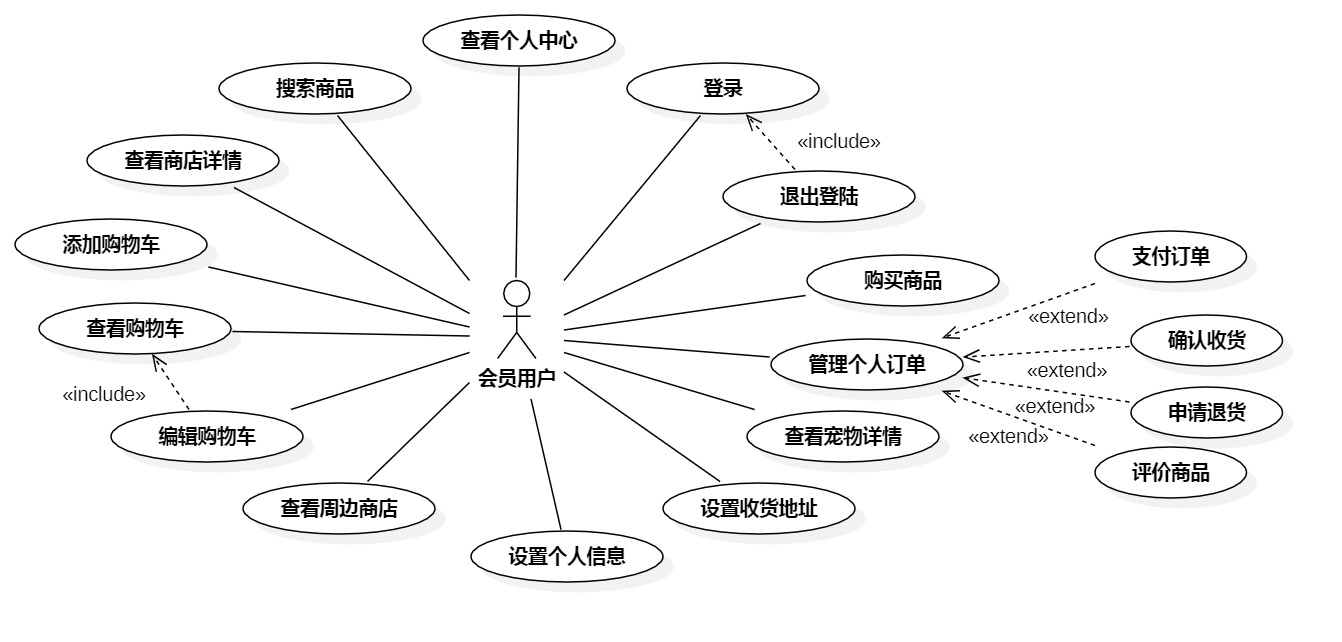 查看个人中心
搜索商品
登录
«include»
查看商店详情
退出登陆
添加购物车
支付订单
购买商品
«extend»
查看购物车
确认收货
管理个人订单
«extend»
会员用户
«include»
«extend»
申请退货
编辑购物车
查看宠物详情
«extend»
评价商品
查看周边商店
设置收货地址
设置个人信息